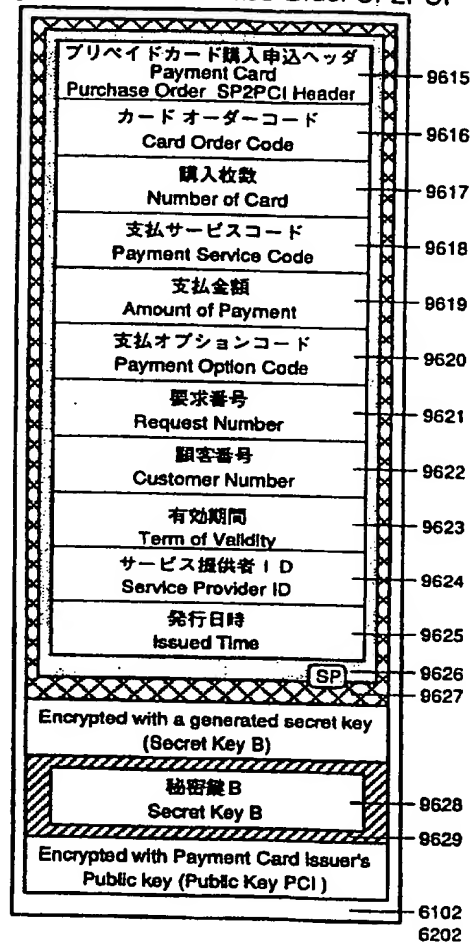 プリペイドカード購入申込ヘッダ
Payment Card
Purchase Order SP2PCI Header
9615
カード オーダーコード
Card Order Code
9616
購入枚数
Number of Card
9617
支払サービスコード
Payment Service Code
9618
支払金額
Amount of Payment
9619
支払オプションコード
Payment Option Code
9620
要求番号
Request Number
9621
顧客番号
Customer Number
9622
有効期間
Term of Validity
9623
サービス提供者ID
Service Provider ID
9624
発行日時
Issued Time
9625
SP
9626
9627
Encrypted with a generated secret key
(Secret Key B)
秘密鍵B
Secret Key B
9628
9629
Encrypted with Payment Card Issuer's
Public key (Public Key PCI )
6102
6202